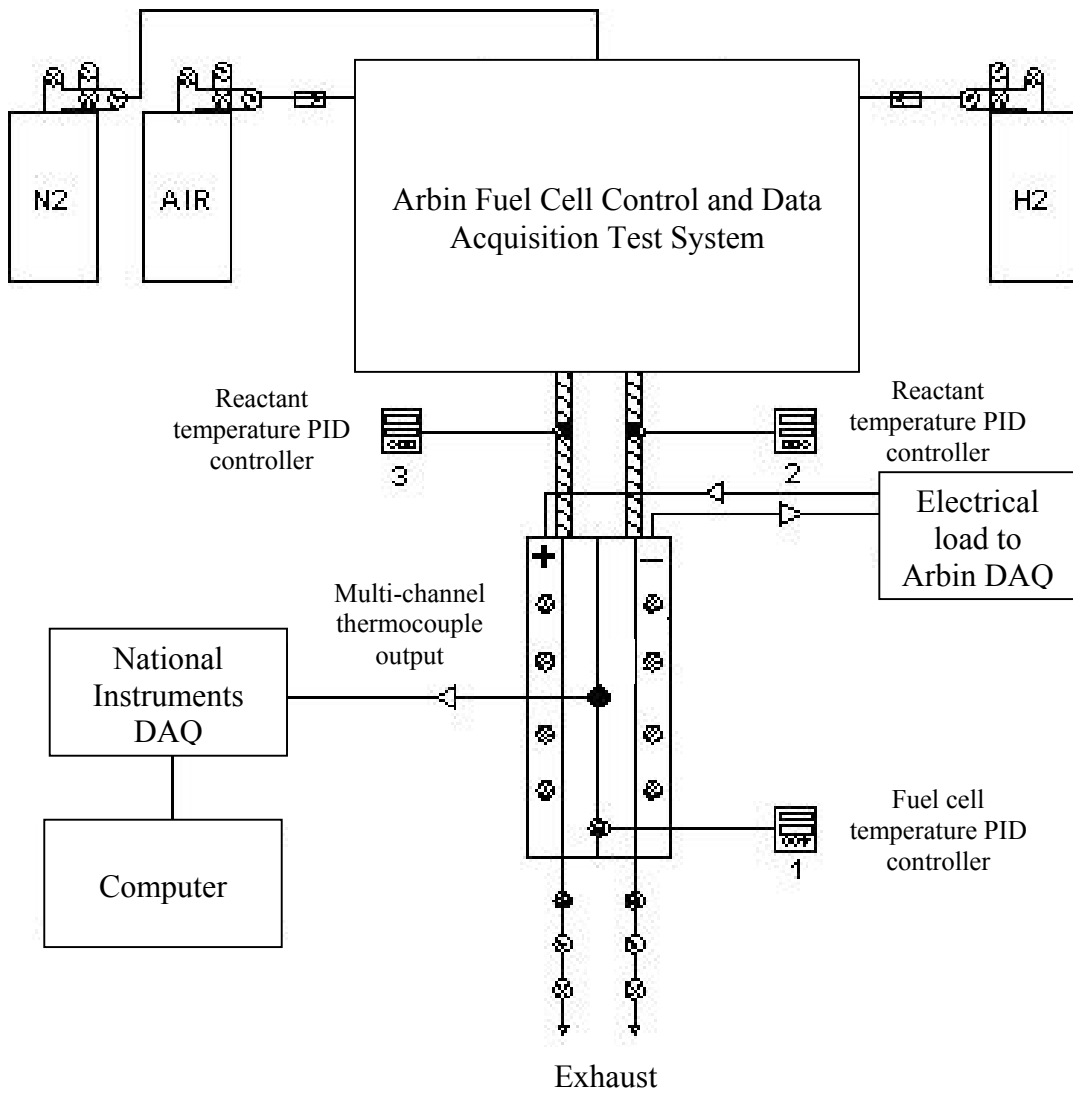 N2
AIR
Arbin Fuel Cell Control and Data
Acquisition Test System
H2
Reactant
temperature PID
controller
3
2
Reactant
temperature PID
controller
Electrical
load to
Arbin DAQ
+
−
Multi-channel
thermocouple
output
National
Instruments
DAQ
Computer
1
Fuel cell
temperature PID
controller
Exhaust